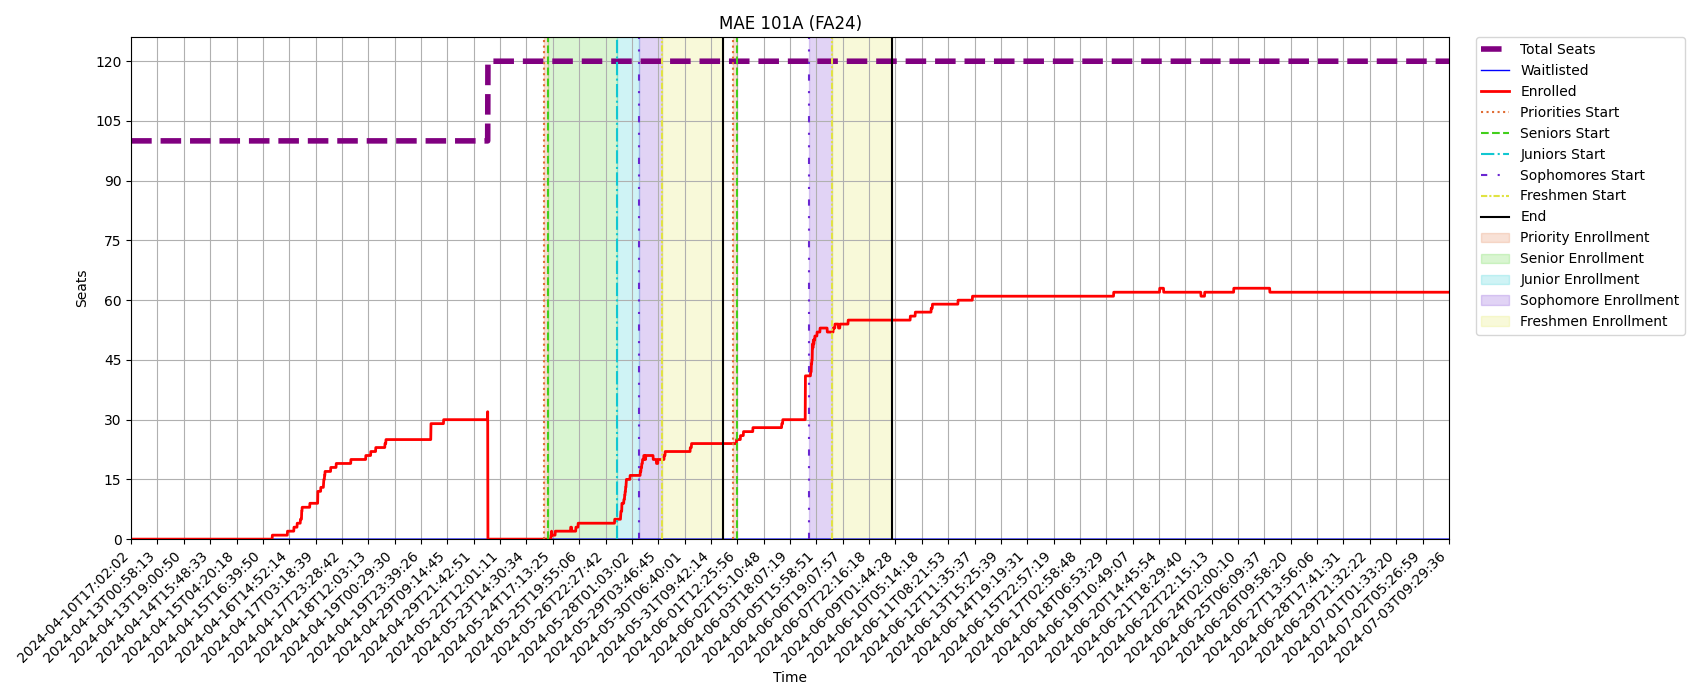 MAE 101A (FA24)
Total Seats
Waitlisted
Enrolled
Priorities Start
Seniors Start
Juniors Start
Sophomores Start
Freshmen Start
End
Priority Enrollment
Senior Enrollment
Junior Enrollment
Sophomore Enrollment
Freshmen Enrollment
Seats
120
105
90
75
60
45
30
15
0
2024-04-10T17:02:02
2024-04-13T00:58:13
2024-04-13T19:00:50
2024-04-14T15:48:33
2024-04-15T04:20:18
2024-04-15T16:39:50
2024-04-16T14:52:14
2024-04-17T03:18:39
2024-04-17T23:28:42
2024-04-18T12:03:13
2024-04-19T00:29:30
2024-04-19T23:39:26
2024-04-29T09:14:45
2024-04-29T21:42:51
2024-05-22T12:01:11
2024-05-23T14:30:34
2024-05-24T17:13:25
2024-05-25T19:55:06
2024-05-26T22:27:42
2024-05-28T01:03:02
2024-05-29T03:46:45
2024-05-30T06:40:01
2024-05-31T09:42:14
2024-06-01T12:25:56
2024-06-02T15:10:48
2024-06-03T18:07:19
2024-06-05T15:58:51
2024-06-06T19:07:57
2024-06-07T22:16:18
2024-06-09T01:44:28
2024-06-11T05:14:18
2024-06-12T08:21:53
2024-06-12T11:35:37
2024-06-13T15:25:39
2024-06-14T19:19:31
2024-06-15T22:57:19
2024-06-17T02:58:48
2024-06-18T06:53:29
2024-06-19T10:49:07
2024-06-20T14:45:54
2024-06-21T18:29:40
2024-06-22T22:15:13
2024-06-24T02:00:10
2024-06-25T06:09:37
2024-06-26T09:58:20
2024-06-27T13:56:06
2024-06-28T17:41:31
2024-06-29T21:32:22
2024-07-01T01:33:20
2024-07-02T05:26:59
2024-07-03T09:29:36
Time